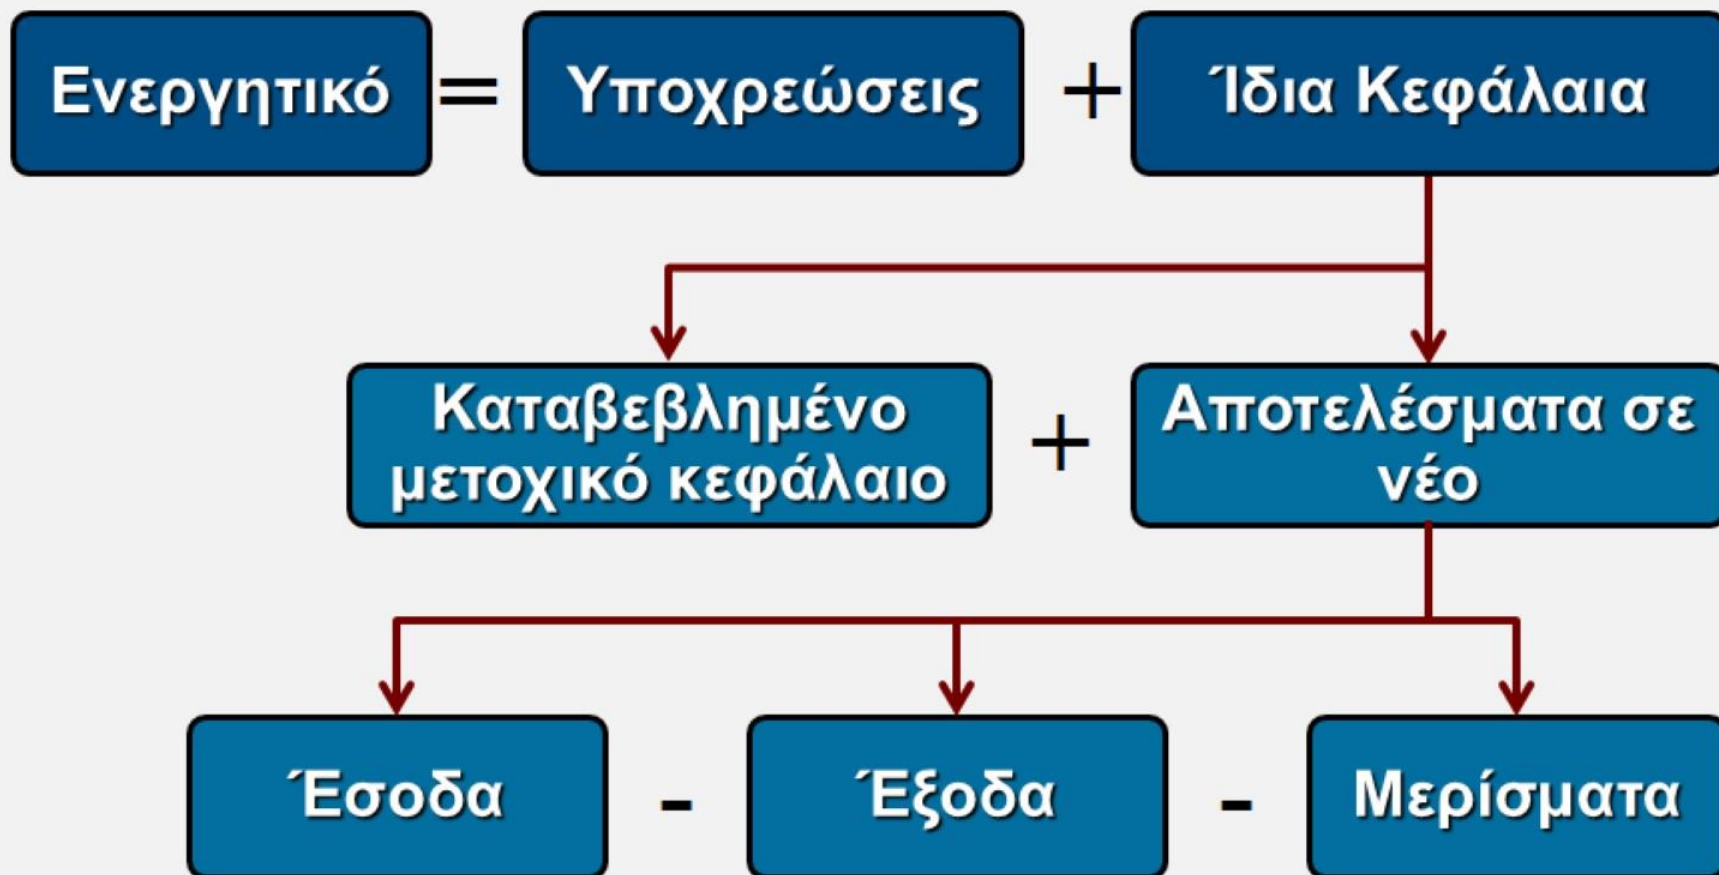 Ενεργητικό = Υποχρεώσεις + Ίδια Κεφάλαια
Καταβεβλημένο
μετοχικό κεφάλαιο
+
Αποτελέσματα σε
νέο
Έσοδα - Έξοδα - Μερίσματα